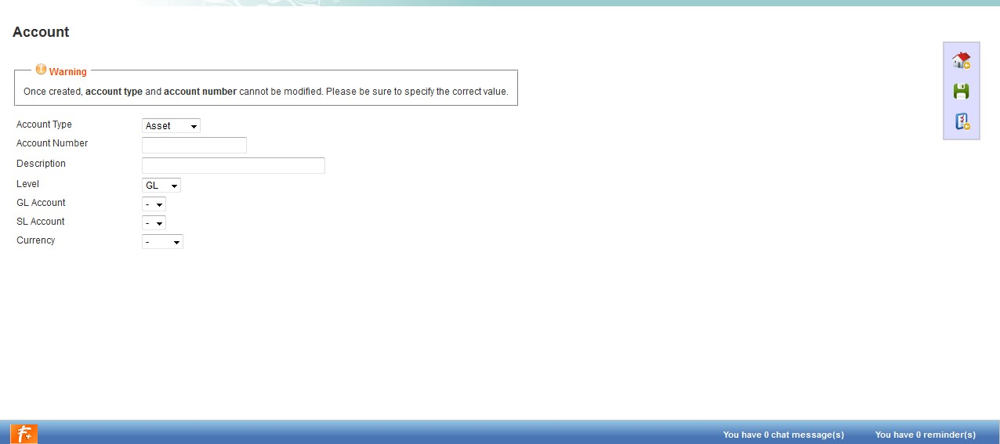 Account
Warning
Once created, account type and account number cannot be modified. Please be sure to specify the correct value.
Account Type Asset
Account Number
Description
Level GL
GL Account -
SL Account -
Currency -
F+ You have 0 chat message(s) You have 0 reminder(s)